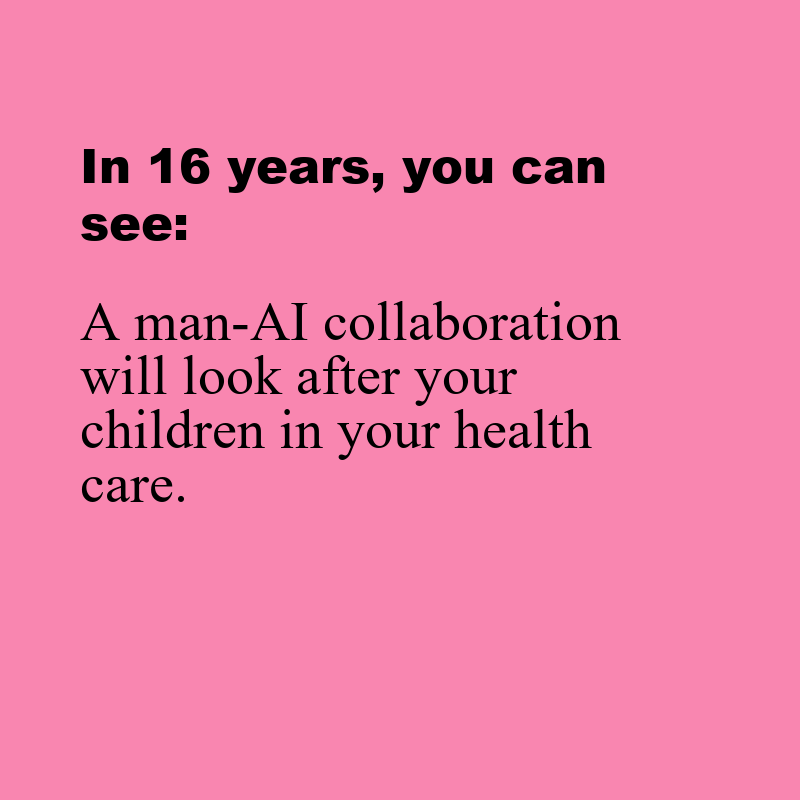 In 16 years, you can
see:
A man-AI collaboration
will look after your
children in your health
care.